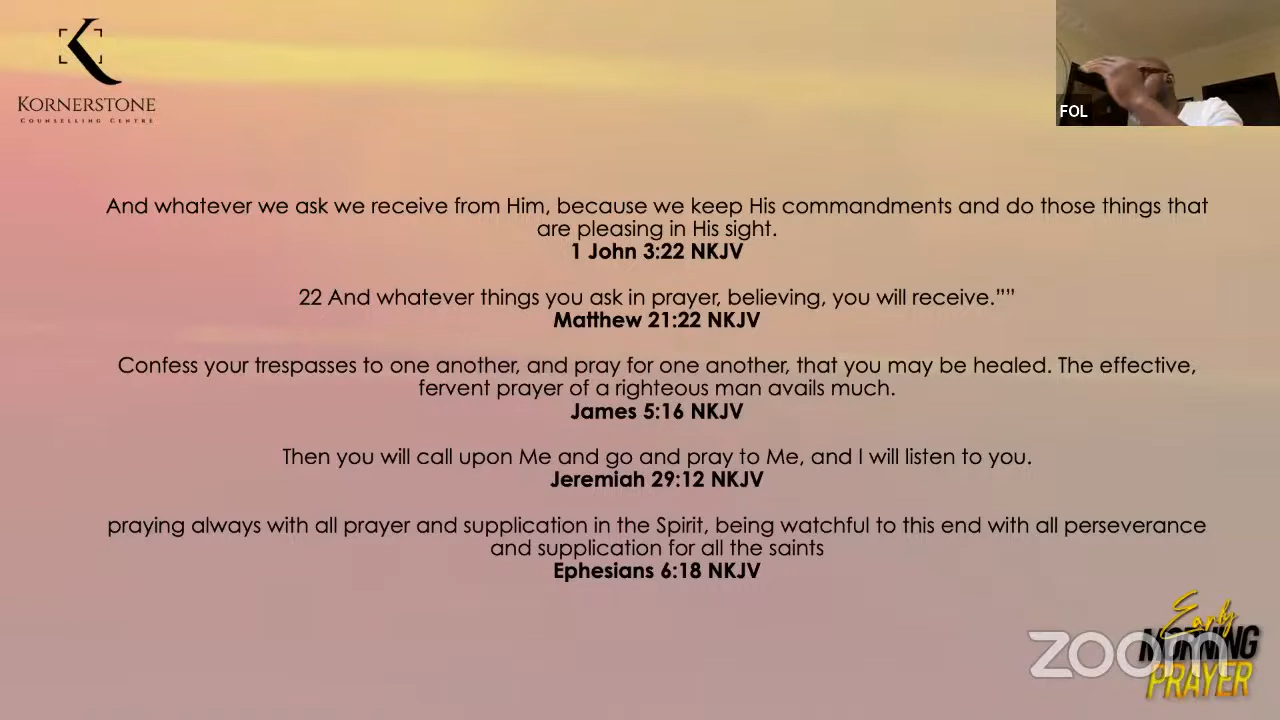 KORNERSTONE
COUNSELLING CENTRE
FOL
And whatever we ask we receive from Him, because we keep His commandments and do those things that
are pleasing in His sight.
1 John 3:22 NKJV
22 And whatever things you ask in prayer, believing, you will receive.””
Matthew 21:22 NKJV
Confess your trespasses to one another, and pray for one another, that you may be healed. The effective,
fervent prayer of a righteous man avails much.
James 5:16 NKJV
Then you will call upon Me and go and pray to Me, and I will listen to you.
Jeremiah 29:12 NKJV
praying always with all prayer and supplication in the Spirit, being watchful to this end with all perseverance
and supplication for all the saints
Ephesians 6:18 NKJV
Early
MORNING
PRAYER
zoom